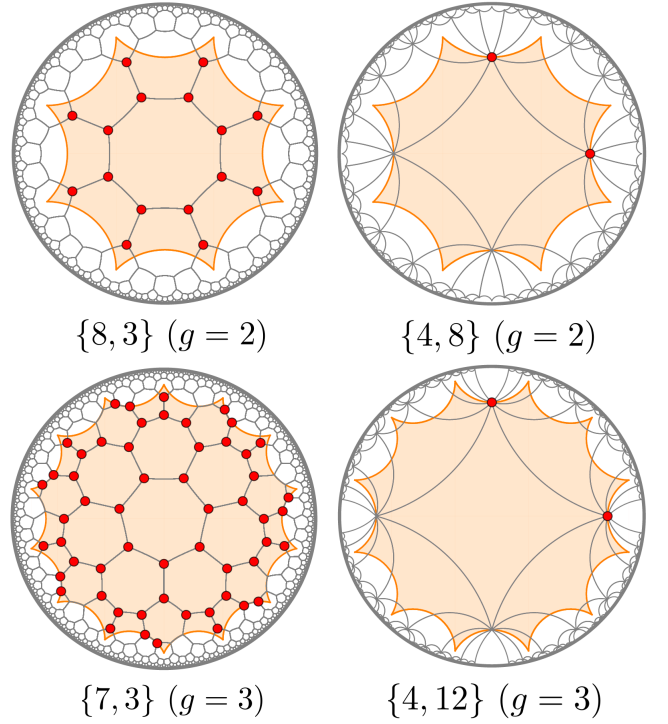 {8, 3} (g = 2)
{4, 8} (g = 2)
{7, 3} (g = 3)
{4, 12} (g = 3)